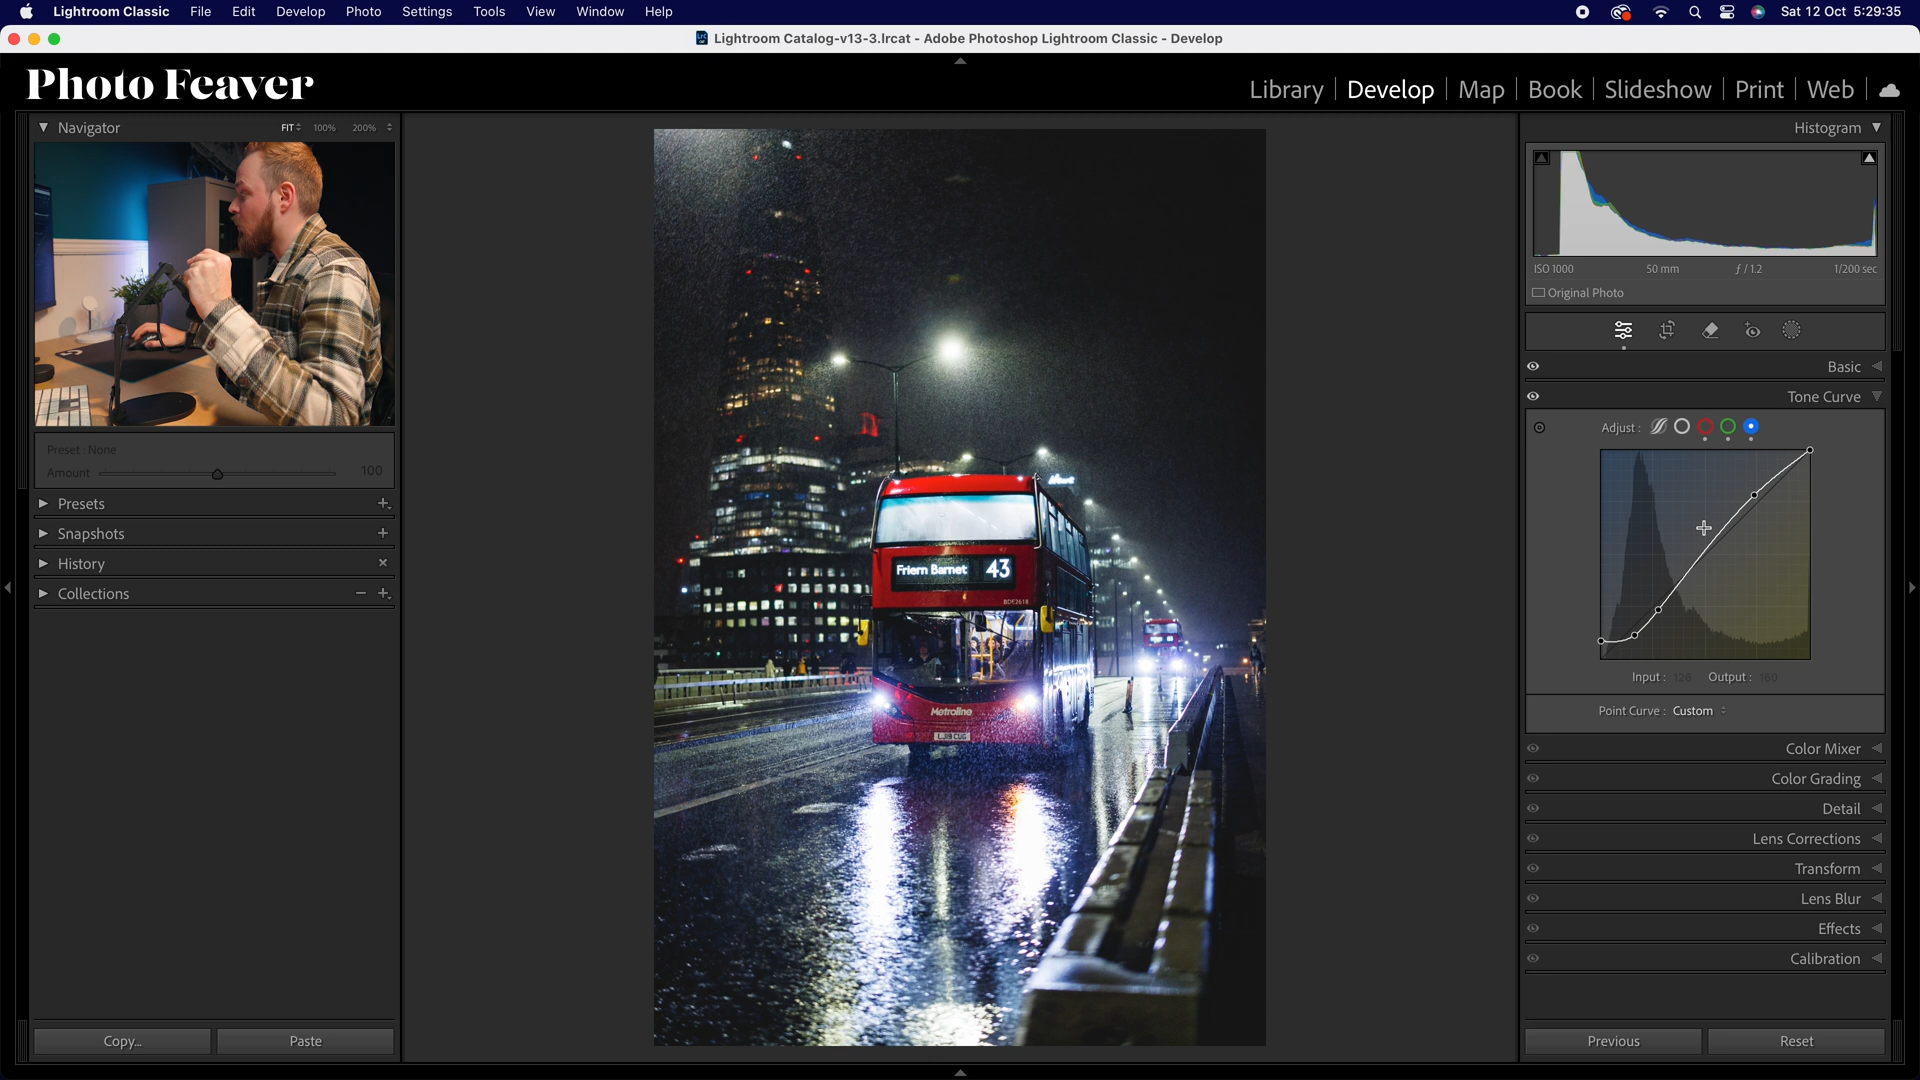 Lightroom Classic File Edit Develop Photo Settings Tools View Window Help Sat 12 Oct 5:29:35
Lightroom Catalog-v13-3.lrcat - Adobe Photoshop Lightroom Classic - Develop
Photo Feaver
Library | Develop | Map | Book | Slideshow | Print | Web
Navigator FIT 100% 200%
Histogram
ISO 1000 50 mm ƒ / 1.2 1/200 sec
Original Photo
Basic
Tone Curve
Adjust :
Preset : None
Amount 100
Presets
Snapshots
History
Collections
Friern Barnet 43
Metroline
Input : 126 Output : 160
Point Curve : Custom
Color Mixer
Color Grading
Detail
Lens Corrections
Transform
Lens Blur
Effects
Calibration
Copy... Paste
Previous Reset